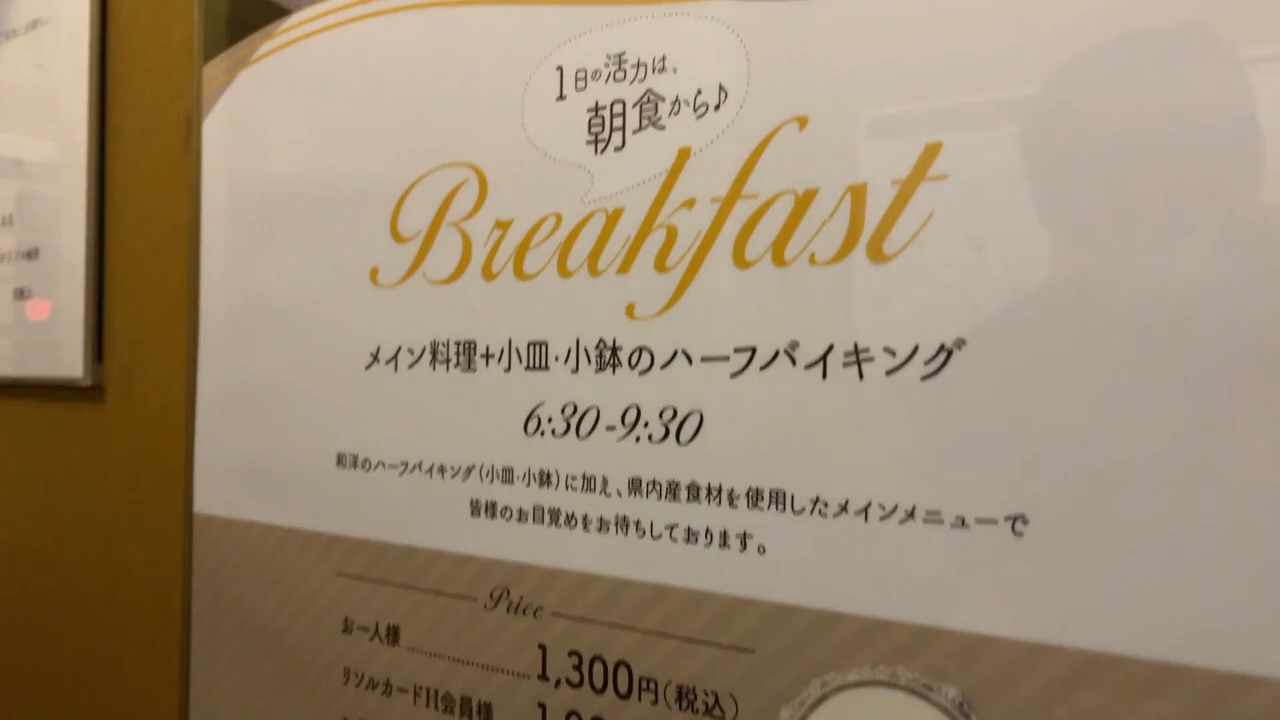 1日の活力は、
朝食から♪
Breakfast
メイン料理+小皿·小鉢のハーフバイキング
6:30-9:30
和洋のハーフバイキング(小皿·小鉢)に加え、県内産食材を使用したメインメニューで
皆様のお目覚めをお待ちしております。
Price
お一人様 1,300円(税込)
リソルカードH会員様